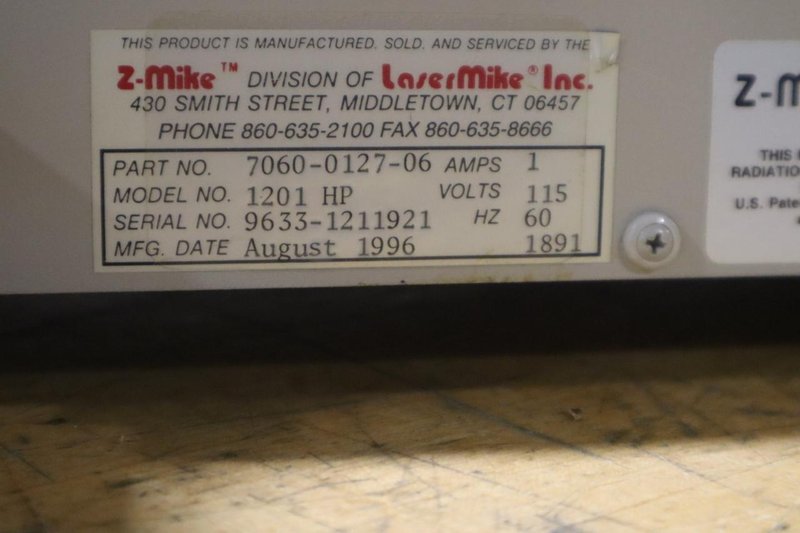 THIS PRODUCT IS MANUFACTURED, SOLD, AND SERVICED BY THE
Z-Mike™ DIVISION OF LaserMike® Inc.
430 SMITH STREET, MIDDLETOWN, CT 06457
PHONE 860-635-2100 FAX 860-635-8666
PART NO. 7060-0127-06 AMPS 1
MODEL NO. 1201 HP VOLTS 115
SERIAL NO. 9633-1211921 HZ 60
MFG. DATE August 1996 1891
Z-M
THIS
RADIATIO
U.S. Pate